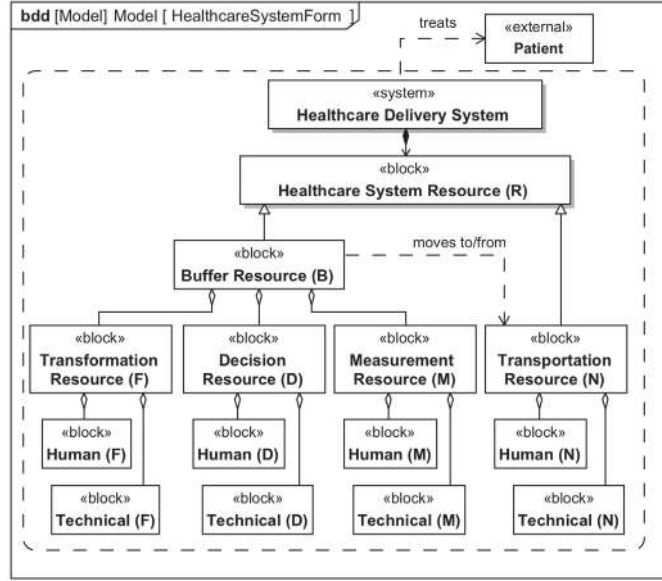 bdd [Model] Model [ HealthcareSystemForm ]
treats
«external»
Patient
«system»
Healthcare Delivery System
«block»
Healthcare System Resource (R)
«block»
Buffer Resource (B)
moves to/from
«block»
Transformation
Resource (F)
«block»
Decision
Resource (D)
«block»
Measurement
Resource (M)
«block»
Transportation
Resource (N)
«block»
Human (F)
«block»
Human (D)
«block»
Human (M)
«block»
Human (N)
«block»
Technical (F)
«block»
Technical (D)
«block»
Technical (M)
«block»
Technical (N)